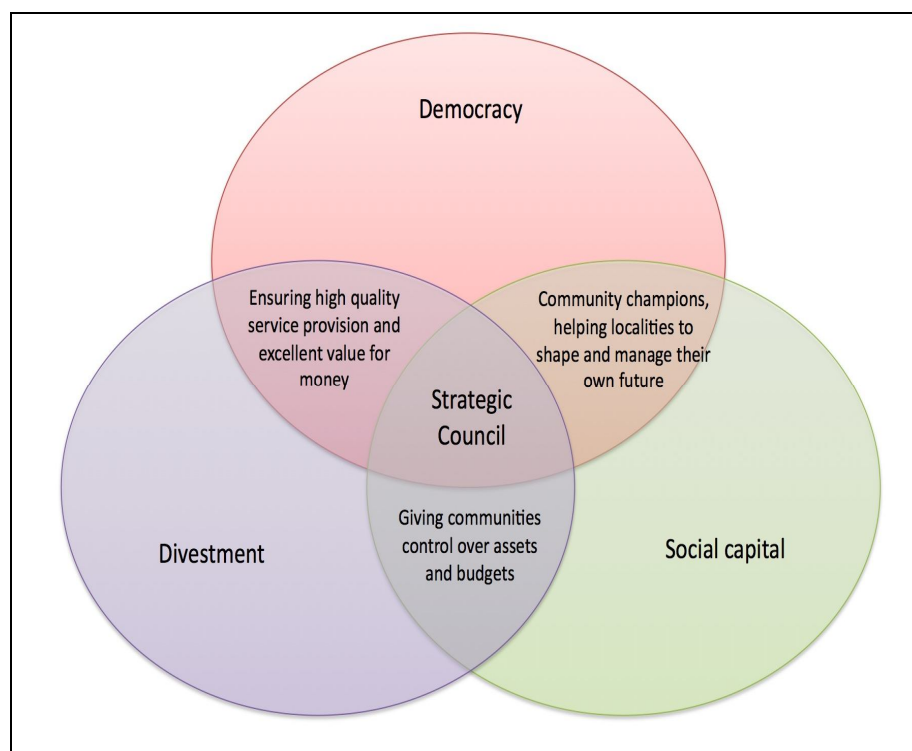 Democracy
Ensuring high quality
service provision and
excellent value for
money
Community champions,
helping localities to
shape and manage their
own future
Strategic
Council
Giving communities
control over assets
and budgets
Divestment
Social capital